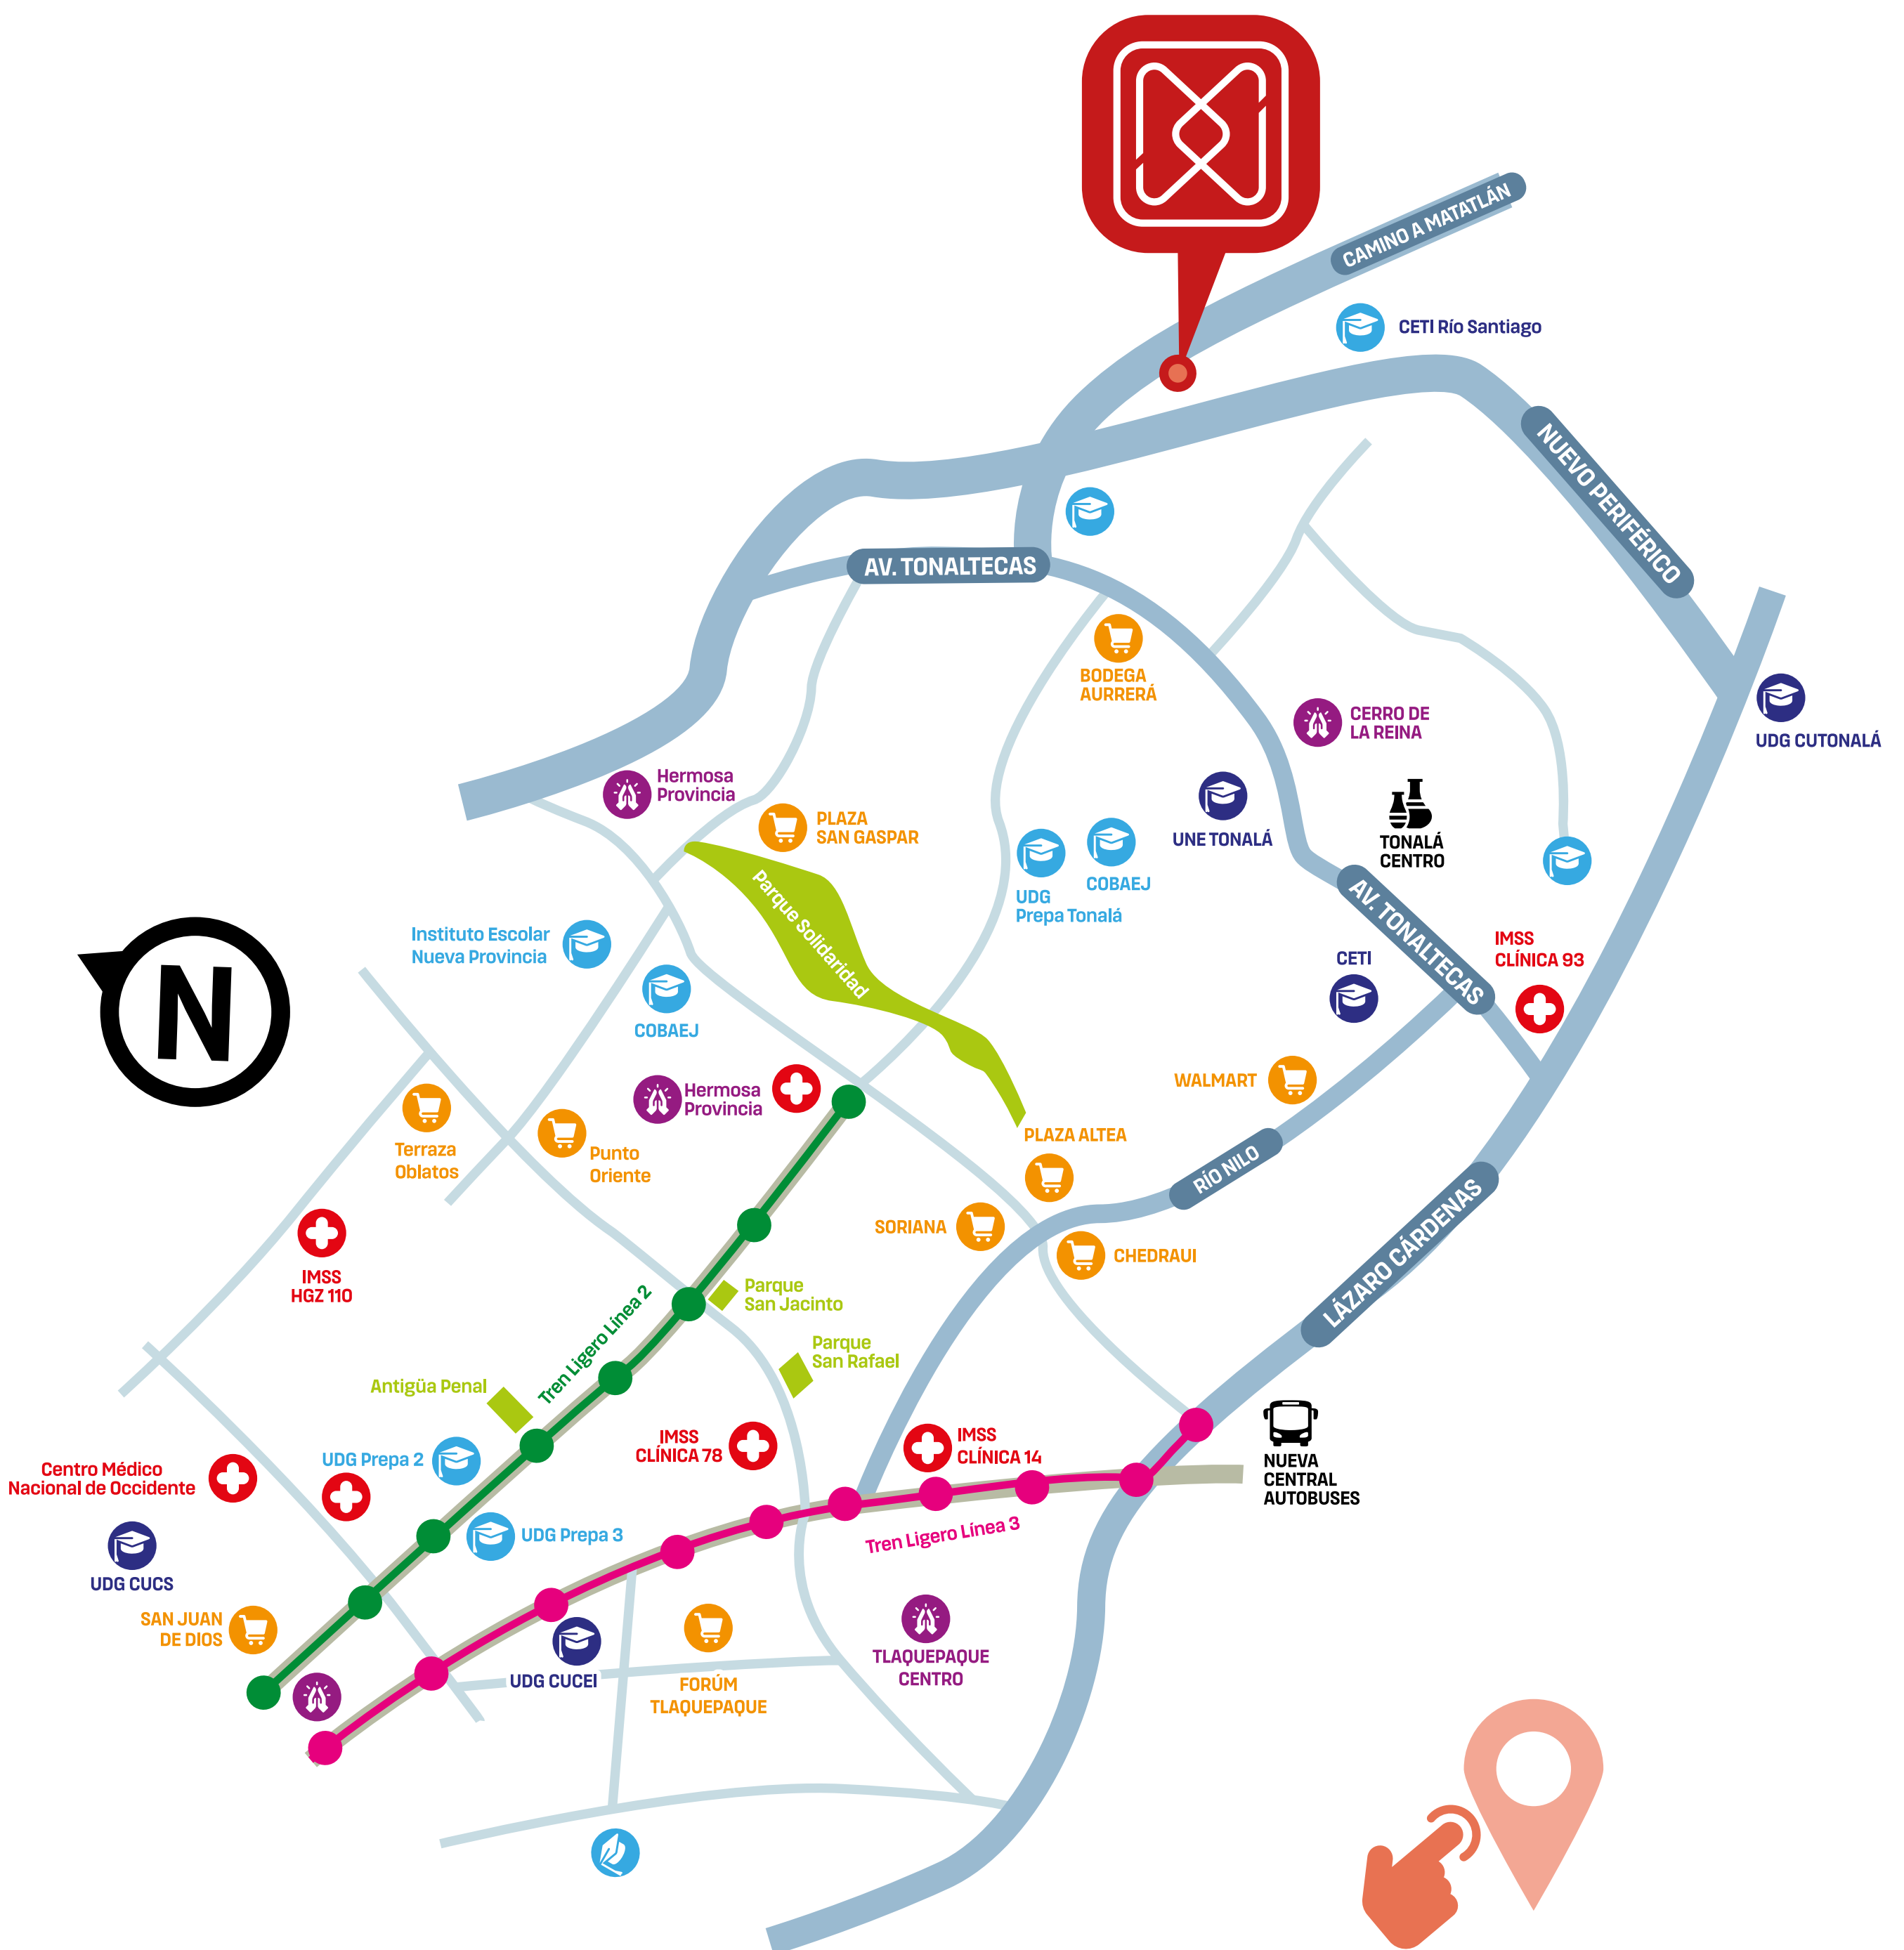 CAMINO A MATATLÁN
CETI Río Santiago
NUEVO PERIFÉRICO
AV. TONALTECAS
BODEGA
AURRERÁ
CERRO DE
LA REINA
UDG CUTONALÁ
Hermosa
Provincia
PLAZA
SAN GASPAR
UNE TONALÁ
TONALÁ
CENTRO
Parque Solidaridad
COBAEJ
UDG
Prepa Tonalá
AV. TONALTECAS
Instituto Escolar
Nueva Provincia
IMSS
CLÍNICA 93
CETI
N
COBAEJ
WALMART
Hermosa
Provincia
Terraza
Oblatos
Punto
Oriente
PLAZA ALTEA
RÍO NILO
SORIANA
CHEDRAUI
LÁZARO CÁRDENAS
IMSS
HGZ 110
Parque
San Jacinto
Tren Ligero Línea 2
Parque
San Rafael
Antigüa Penal
IMSS
CLÍNICA 78
IMSS
CLÍNICA 14
NUEVA
CENTRAL
AUTOBUSES
UDG Prepa 2
Centro Médico
Nacional de Occidente
UDG Prepa 3
Tren Ligero Línea 3
UDG CUCS
SAN JUAN
DE DIOS
UDG CUCEI
FORÚM
TLAQUEPAQUE
TLAQUEPAQUE
CENTRO